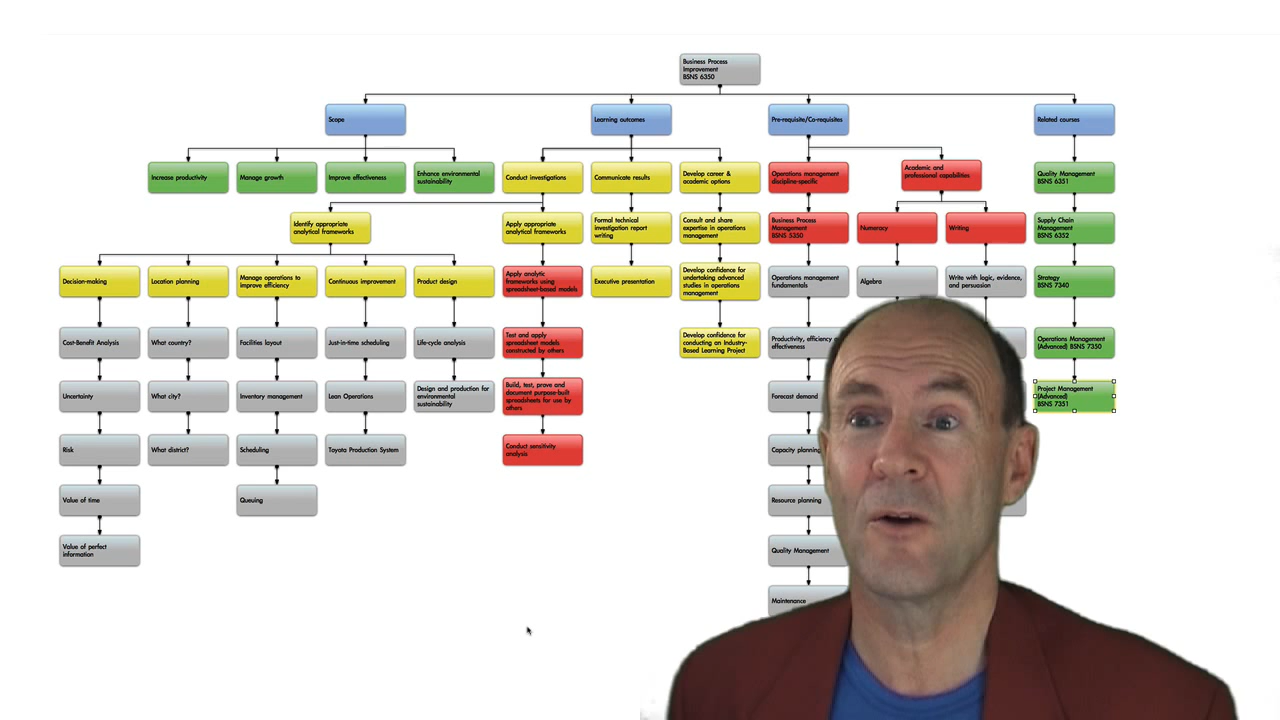 Business Process
Improvement
BSNS 6350
Scope
Learning outcomes
Pre-requisite/Co-requisites
Related courses
Increase productivity
Manage growth
Improve effectiveness
Enhance environmental
sustainability
Conduct investigations
Communicate results
Develop career &
academic options
Operations management
discipline-specific
Academic and
professional capabilities
Quality Management
BSNS 6351
Identify appropriate
analytical frameworks
Apply appropriate
analytical frameworks
Formal technical
investigation report
writing
Consult and share
expertise in operations
management
Business Process
Management
BSNS 5350
Numeracy
Writing
Supply Chain
Management
BSNS 6352
Decision-making
Location planning
Manage operations to
improve efficiency
Continuous improvement
Product design
Apply analytic
frameworks using
spreadsheet-based models
Executive presentation
Develop confidence for
undertaking advanced
studies in operations
management
Operations management
fundamentals
Algebra
Write with logic, evidence,
and persuasion
Strategy
BSNS 7340
Cost-Benefit Analysis
What country?
Facilities layout
Just-in-time scheduling
Life-cycle analysis
Test and apply
spreadsheet models
constructed by others
Develop confidence for
conducting an Industry-
Based Learning Project
Productivity, efficiency
effectiveness
Operations Management
(Advanced) BSNS 7350
Uncertainty
What city?
Inventory management
Lean Operations
Design and production for
environmental
sustainability
Build, test, prove and
document purpose-built
spreadsheets for use by
others
Forecast demand
Project Management
(Advanced)
BSNS 7351
Risk
What district?
Scheduling
Toyota Production System
Conduct sensitivity
analysis
Capacity planning
Value of time
Queuing
Resource planning
Value of perfect
information
Quality Management
Maintenance